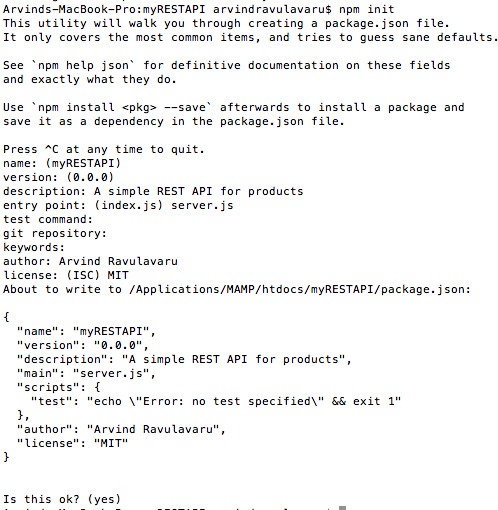 Arvinds-MacBook-Pro:myRESTAPI arvindravulavaru$ npm init
This utility will walk you through creating a package.json file.
It only covers the most common items, and tries to guess sane defaults.
See `npm help json` for definitive documentation on these fields
and exactly what they do.
Use `npm install <pkg> --save` afterwards to install a package and
save it as a dependency in the package.json file.
Press ^C at any time to quit.
name: (myRESTAPI)
version: (0.0.0)
description: A simple REST API for products
entry point: (index.js) server.js
test command:
git repository:
keywords:
author: Arvind Ravulavaru
license: (ISC) MIT
About to write to /Applications/MAMP/htdocs/myRESTAPI/package.json:
{
  "name": "myRESTAPI",
  "version": "0.0.0",
  "description": "A simple REST API for products",
  "main": "server.js",
  "scripts": {
    "test": "echo \"Error: no test specified\" && exit 1"
  },
  "author": "Arvind Ravulavaru",
  "license": "MIT"
}
Is this ok? (yes)